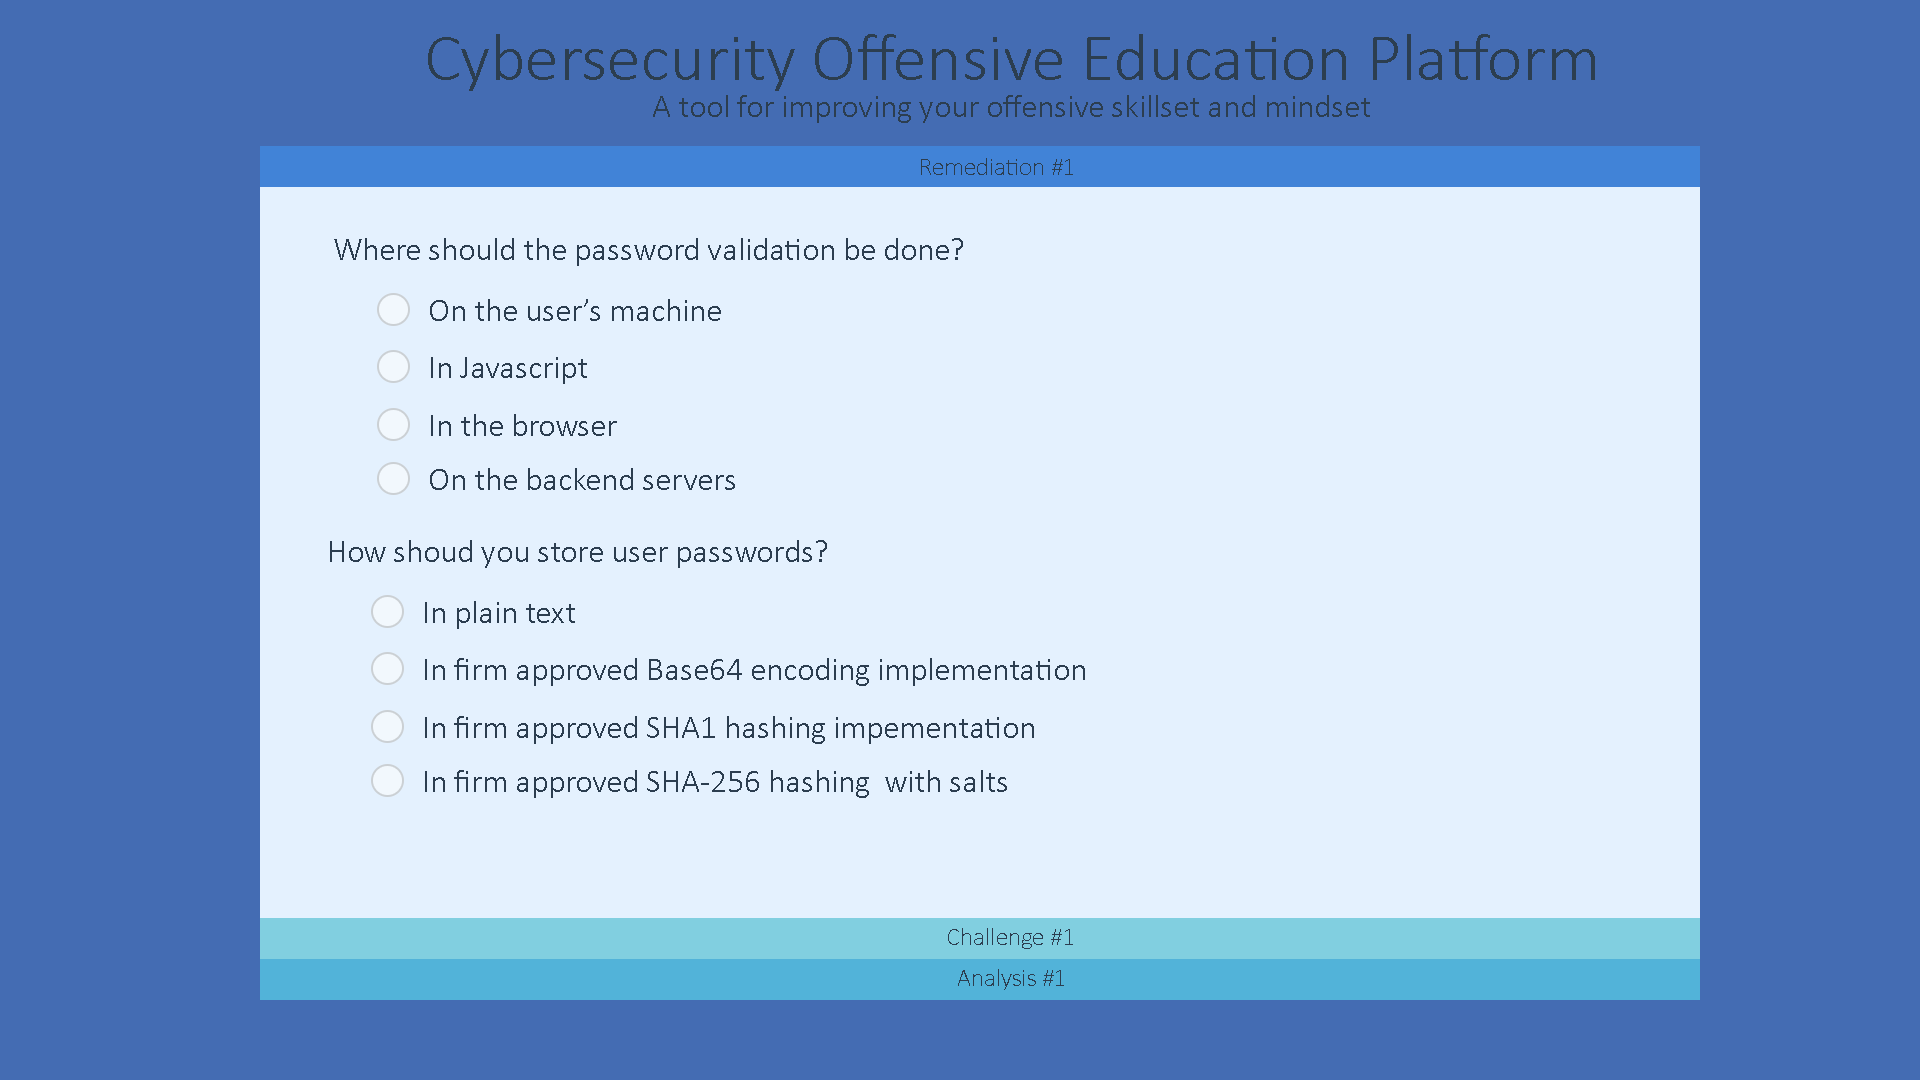 Cybersecurity Offensive Education Platform
A tool for improving your offensive skillset and mindset
Remediation #1
Where should the password validation be done?
On the user’s machine
In Javascript
In the browser
On the backend servers
How shoud you store user passwords?
In plain text
In firm approved Base64 encoding implementation
In firm approved SHA1 hashing impementation
In firm approved SHA-256 hashing  with salts
Challenge #1
Analysis #1